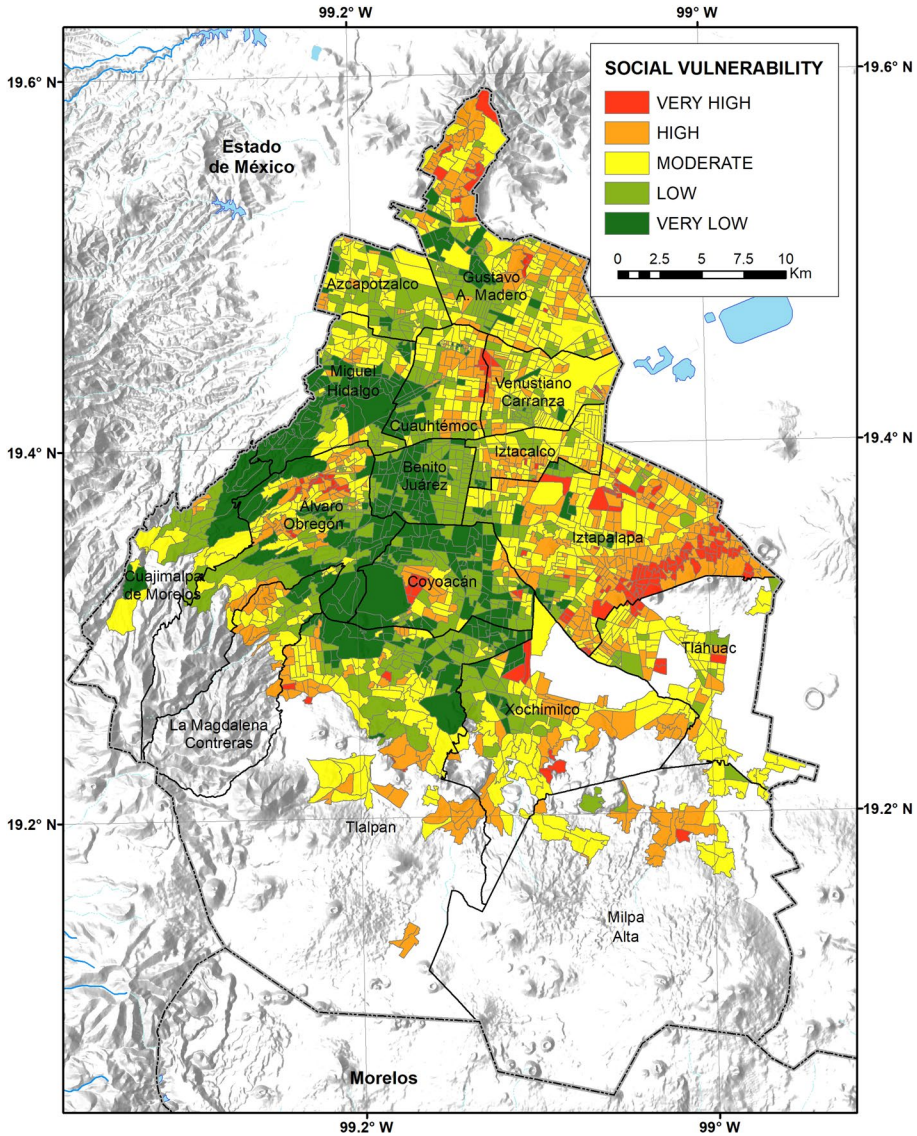 99.2°W
99°W
19.6°N
19.6°N
SOCIAL VULNERABILITY
VERY HIGH
HIGH
MODERATE
LOW
VERY LOW
0 1.25 2.5 5 7.5 10
Km
Estado
de México
Azcapotzalco
Gustavo
A. Madero
Miguel
Hidalgo
Venustiano
Carranza
Cuauhtémoc
19.4°N
19.4°N
Iztacalco
Benito
Juárez
Alvaro
Obregón
Iztapalapa
Cuajimalpa
de Morelos
Coyoacán
Tláhuac
La Magdalena
Contreras
Xochimilco
19.2°N
19.2°N
Tlalpan
Milpa
Alta
Morelos
99.2°W
99°W